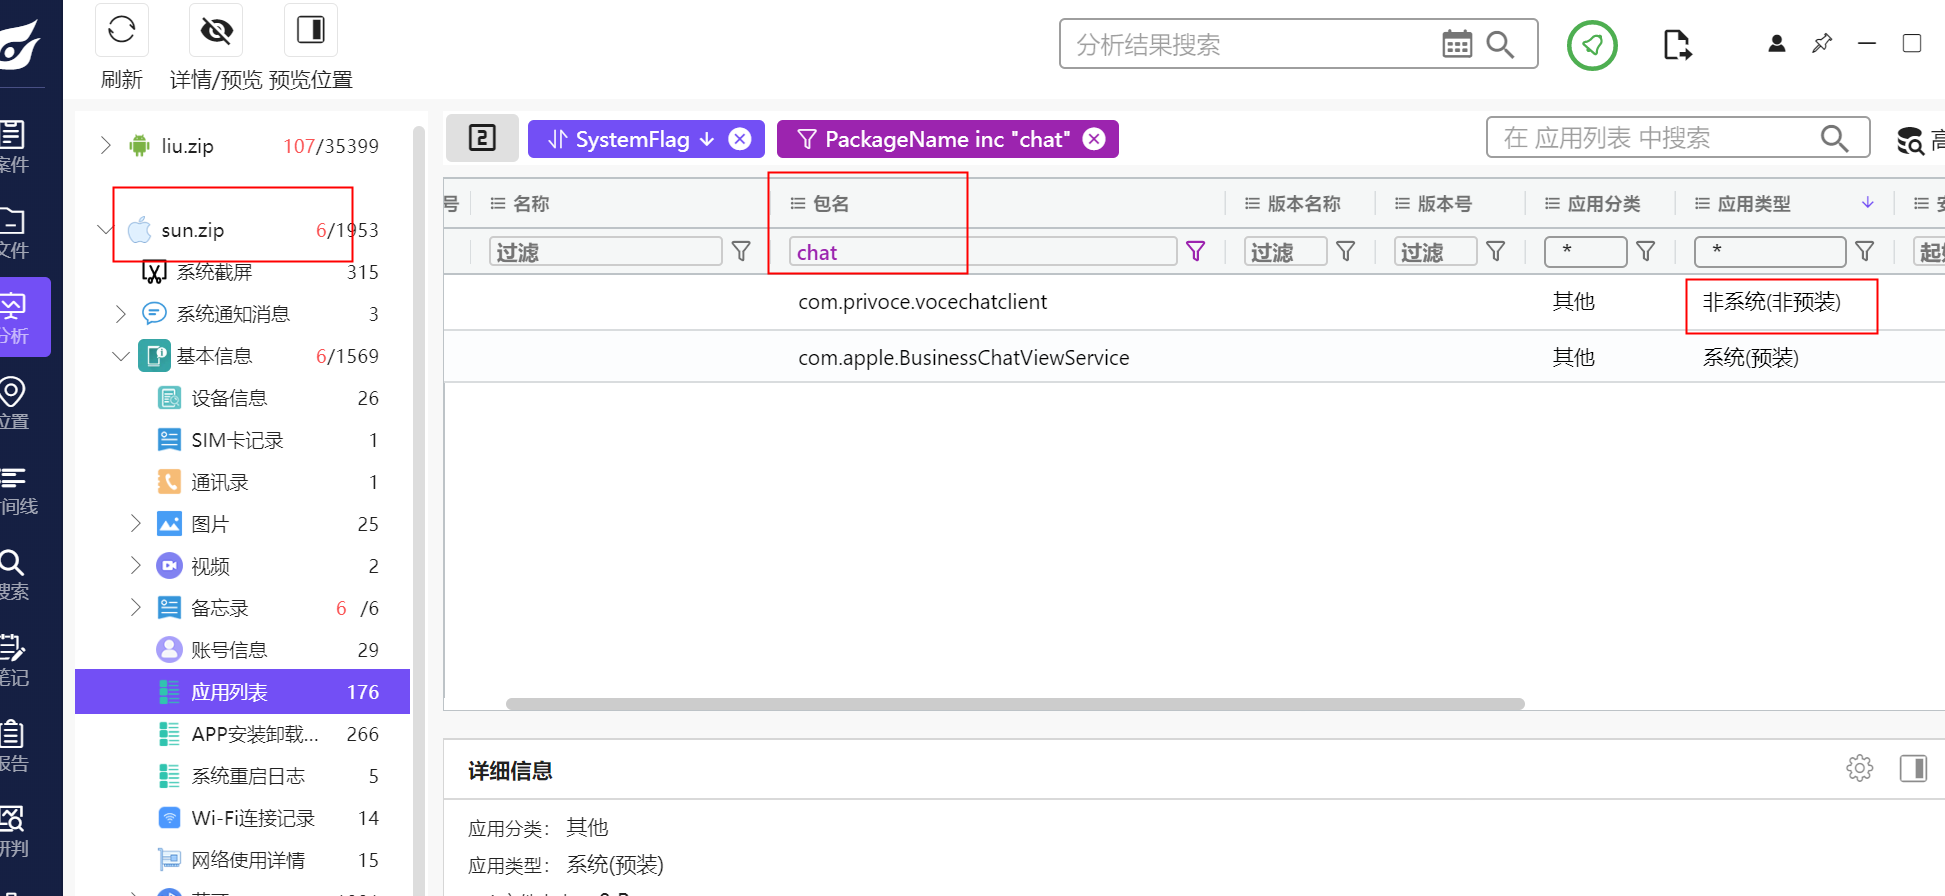 刷新
详情/预览
预览位置
分析结果搜索
案件
文件
分析
位置
间线
搜索
笔记
报告
研判
liu.zip 107/35399
sun.zip 6/1953
系统截屏 315
系统通知消息 3
基本信息 6/1569
设备信息 26
SIM卡记录 1
通讯录 1
图片 25
视频 2
备忘录 6 /6
账号信息 29
应用列表 176
APP安装卸载... 266
系统重启日志 5
Wi-Fi连接记录 14
网络使用详情 15
2 SystemFlag PackageName inc "chat"
在 应用列表 中搜索
高
号 名称 包名 版本名称 版本号 应用分类 应用类型 安
过滤 chat 过滤 过滤 * * 起始
com.privoce.vocechatclient 其他 非系统(非预装)
com.apple.BusinessChatViewService 其他 系统(预装)
详细信息
应用分类: 其他
应用类型: 系统(预装)